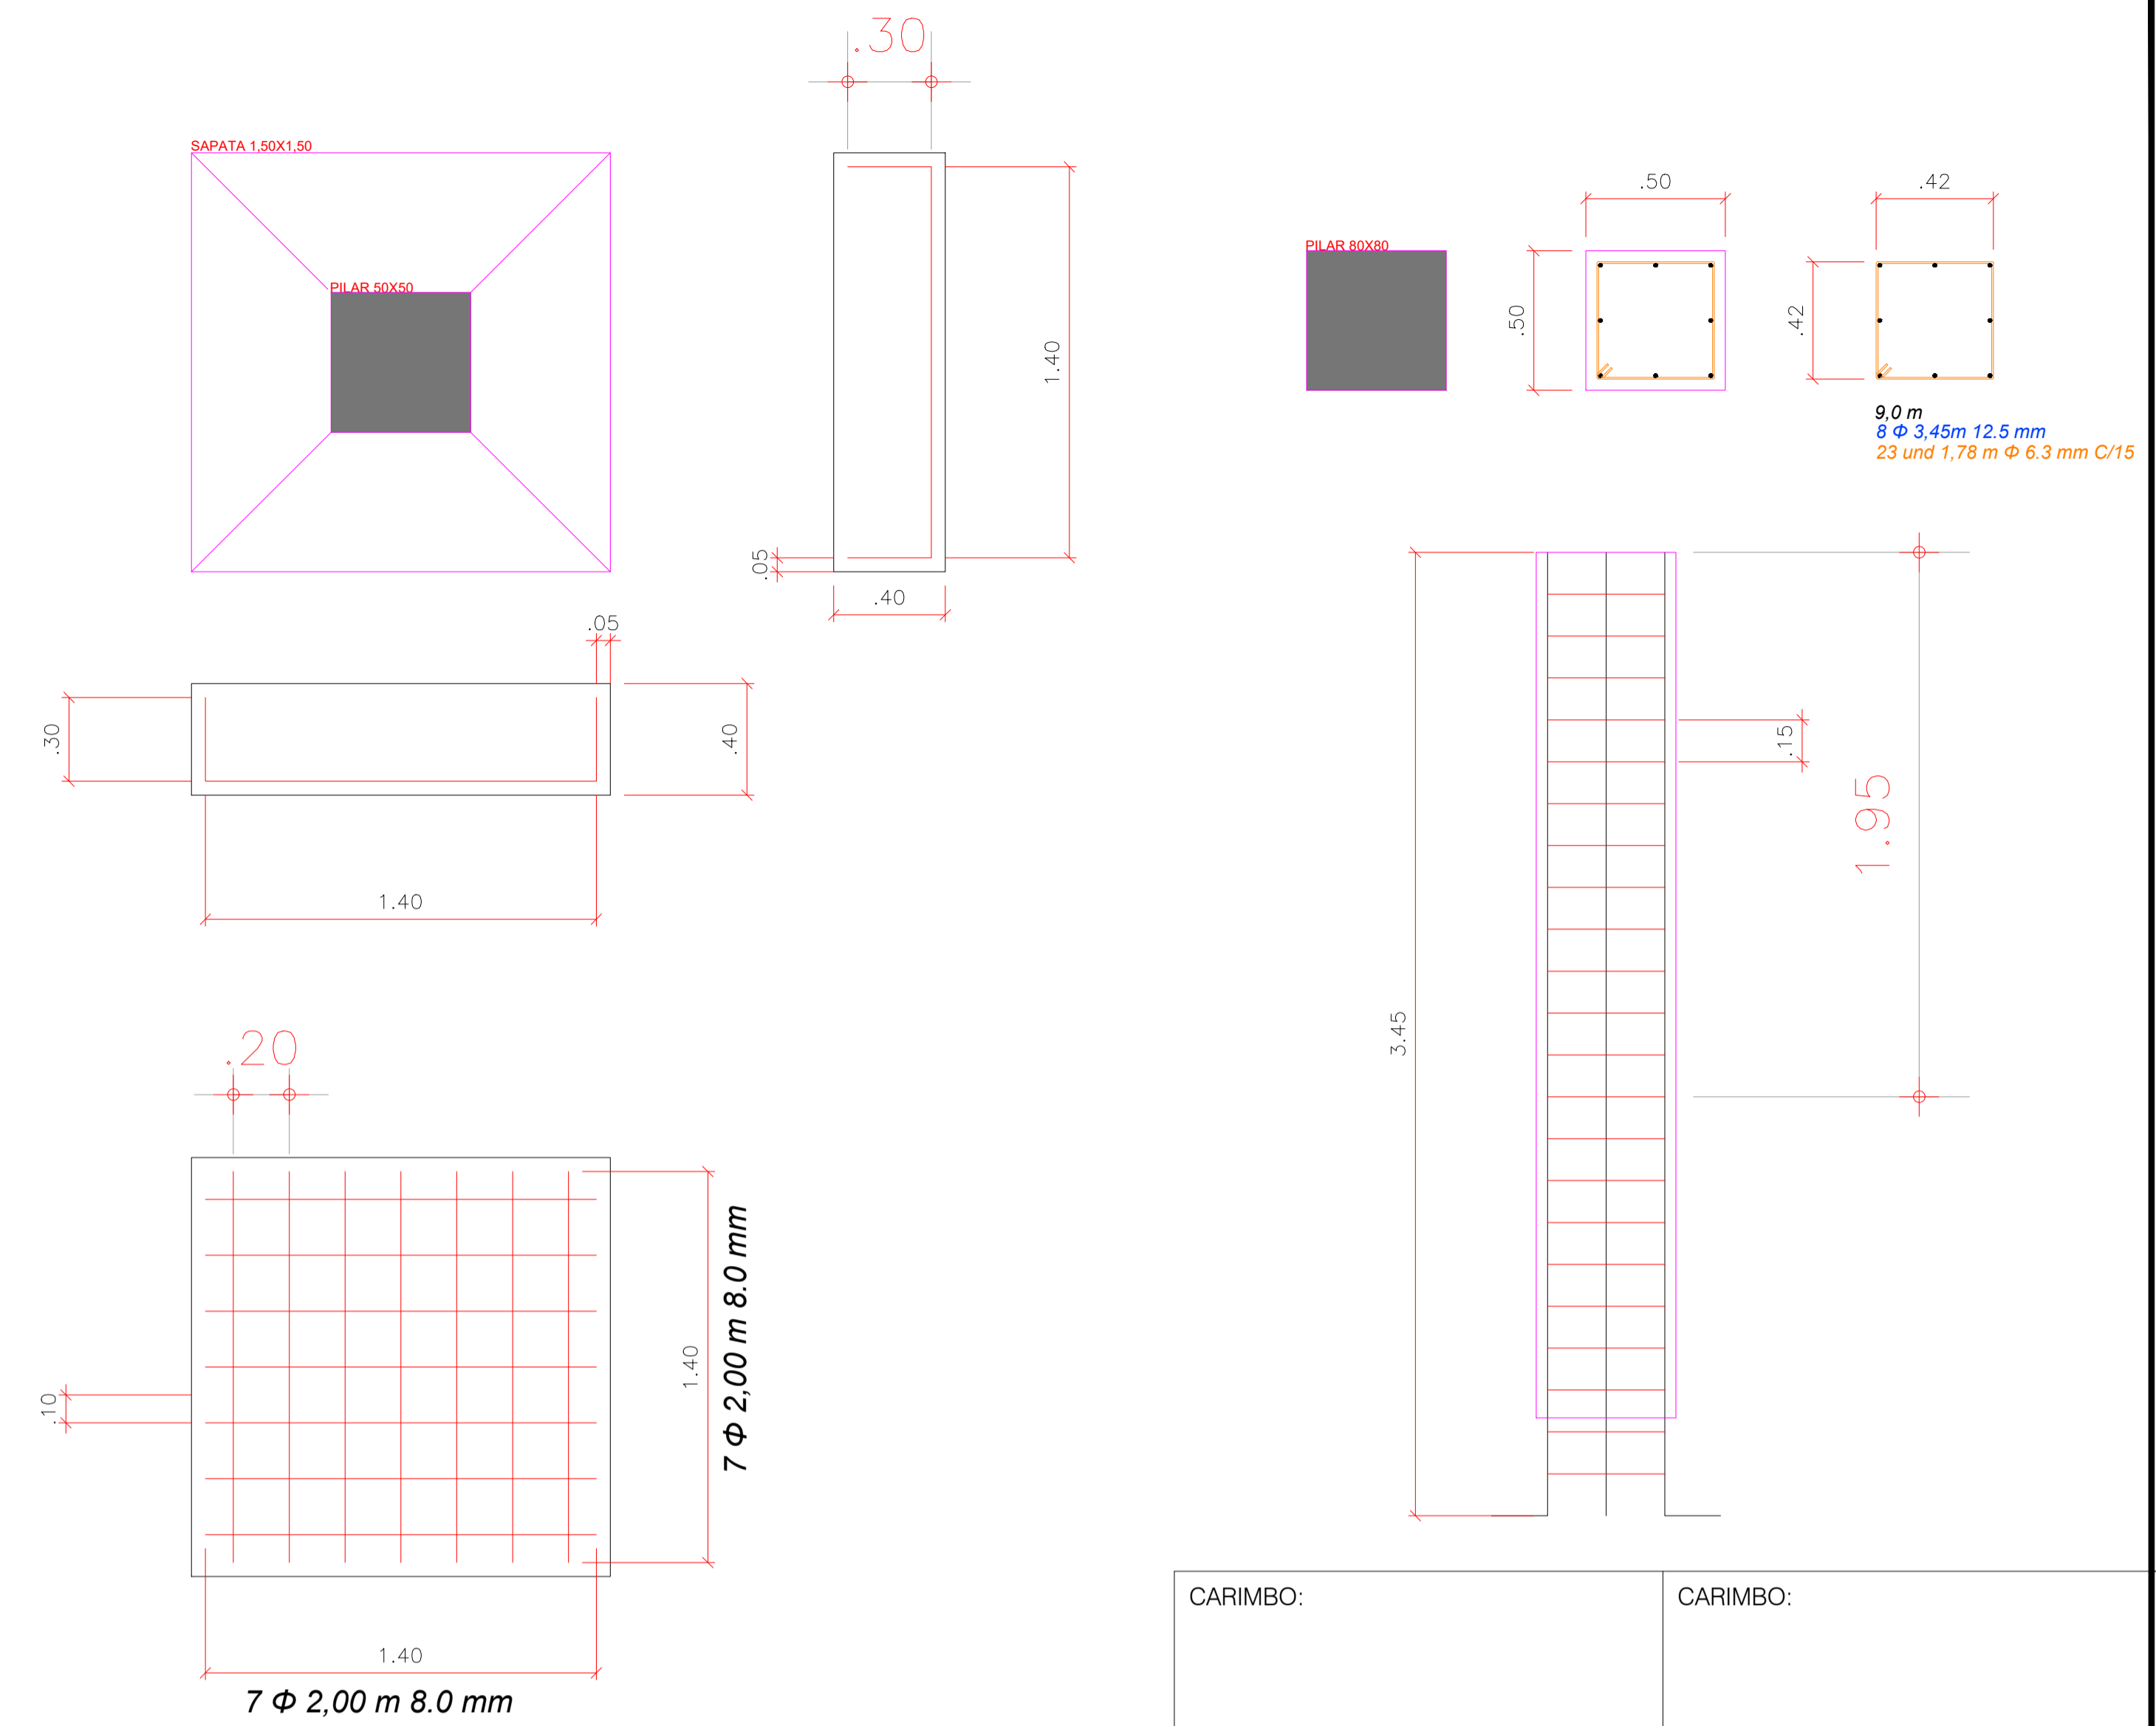 .30
SAPATA 1,50X1,50
PILAR 50X50
1.40
.05
.40
.05
.30
.40
1.40
.20
.10
1.40
7 Φ 2,00 m 8.0 mm
1.40
7 Φ 2,00 m 8.0 mm
PILAR 80X80
.50
.50
.42
.42
9,0 m
8 Φ 3,45m 12.5 mm
23 und 1,78 m Φ 6.3 mm C/15
3.45
.15
1.95
CARIMBO:
CARIMBO: